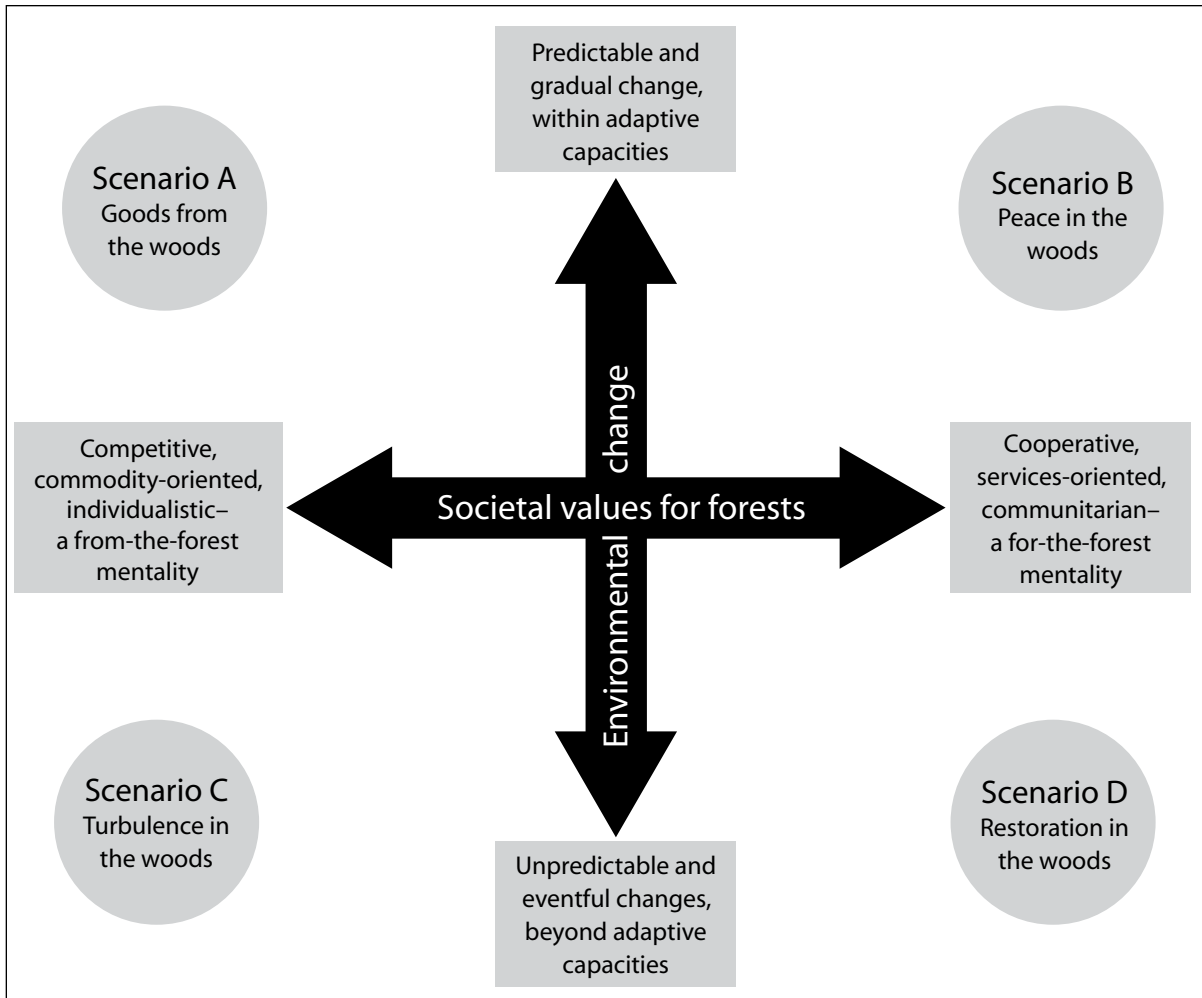 Predictable and
gradual change,
within adaptive
capacities
Scenario A
Goods from
the woods
Scenario B
Peace in the
woods
Competitive,
commodity-oriented,
individualistic–
a from-the-forest
mentality
Societal values for forests
Environmental change
Cooperative,
services-oriented,
communitarian–
a for-the-forest
mentality
Scenario C
Turbulence in
the woods
Scenario D
Restoration in
the woods
Unpredictable and
eventful changes,
beyond adaptive
capacities